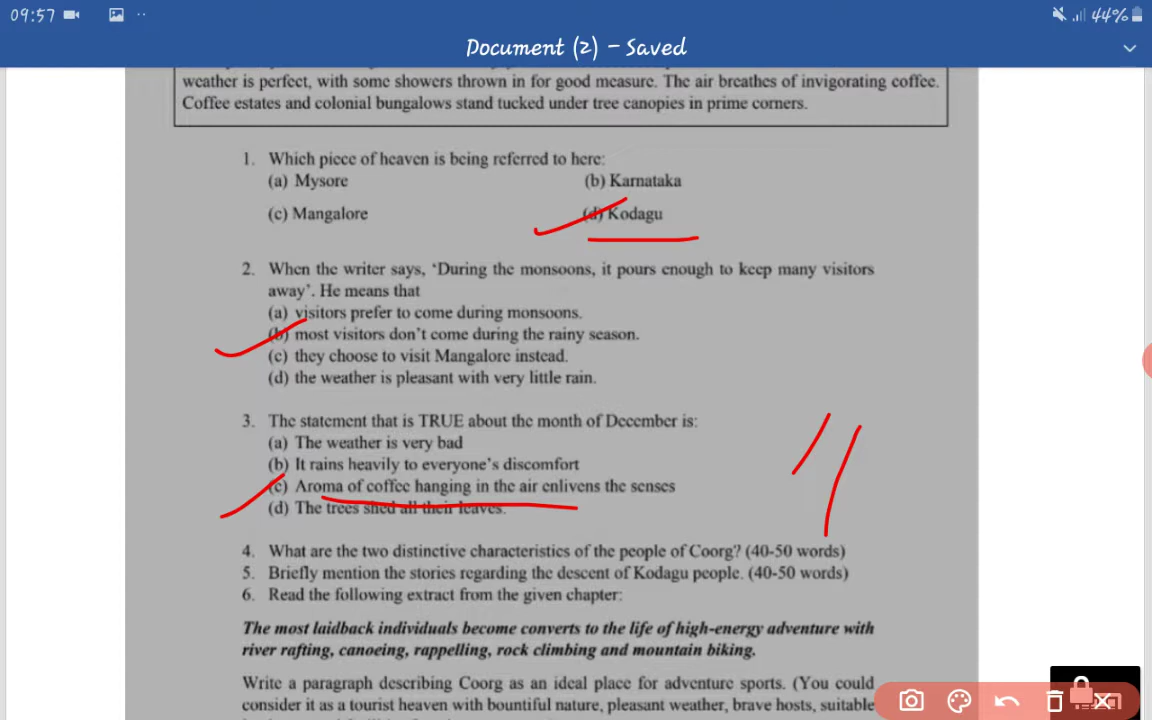 09:57
44%
Document (2) – Saved
weather is perfect, with some showers thrown in for good measure. The air breathes of invigorating coffee.
Coffee estates and colonial bungalows stand tucked under tree canopies in prime corners.
1. Which piece of heaven is being referred to here:
(a) Mysore (b) Karnataka
(c) Mangalore (d) Kodagu
2. When the writer says, ‘During the monsoons, it pours enough to keep many visitors
away’. He means that
(a) visitors prefer to come during monsoons.
(b) most visitors don’t come during the rainy season.
(c) they choose to visit Mangalore instead.
(d) the weather is pleasant with very little rain.
3. The statement that is TRUE about the month of December is:
(a) The weather is very bad
(b) It rains heavily to everyone’s discomfort
(c) Aroma of coffee hanging in the air enlivens the senses
(d) The trees shed all their leaves.
4. What are the two distinctive characteristics of the people of Coorg? (40-50 words)
5. Briefly mention the stories regarding the descent of Kodagu people. (40-50 words)
6. Read the following extract from the given chapter:
The most laidback individuals become converts to the life of high-energy adventure with
river rafting, canoeing, rappelling, rock climbing and mountain biking.
Write a paragraph describing Coorg as an ideal place for adventure sports. (You could
consider it as a tourist heaven with bountiful nature, pleasant weather, brave hosts, suitable